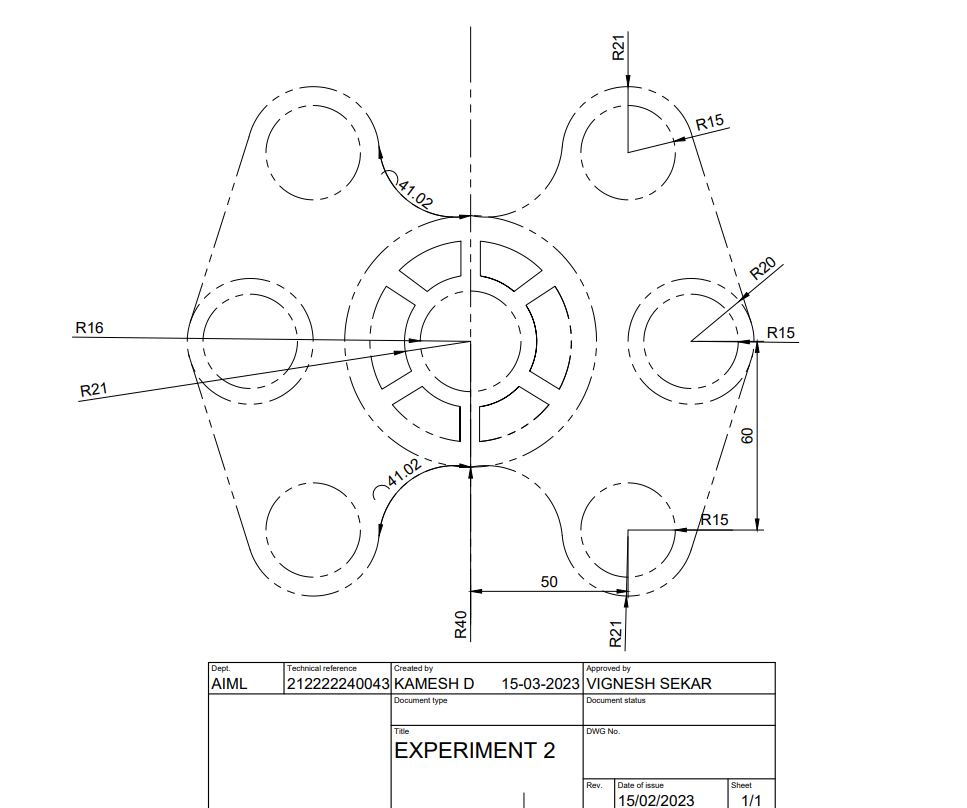 R21
R15
41.02
R20
R16
R15
R21
60
41.02
R15
50
R40
R21
Dept. Technical reference Created by Approved by
AIML 212222240043 KAMESH D 15-03-2023 VIGNESH SEKAR
Document type Document status
Title DWG No.
EXPERIMENT 2
Rev. Date of issue Sheet
15/02/2023 1/1